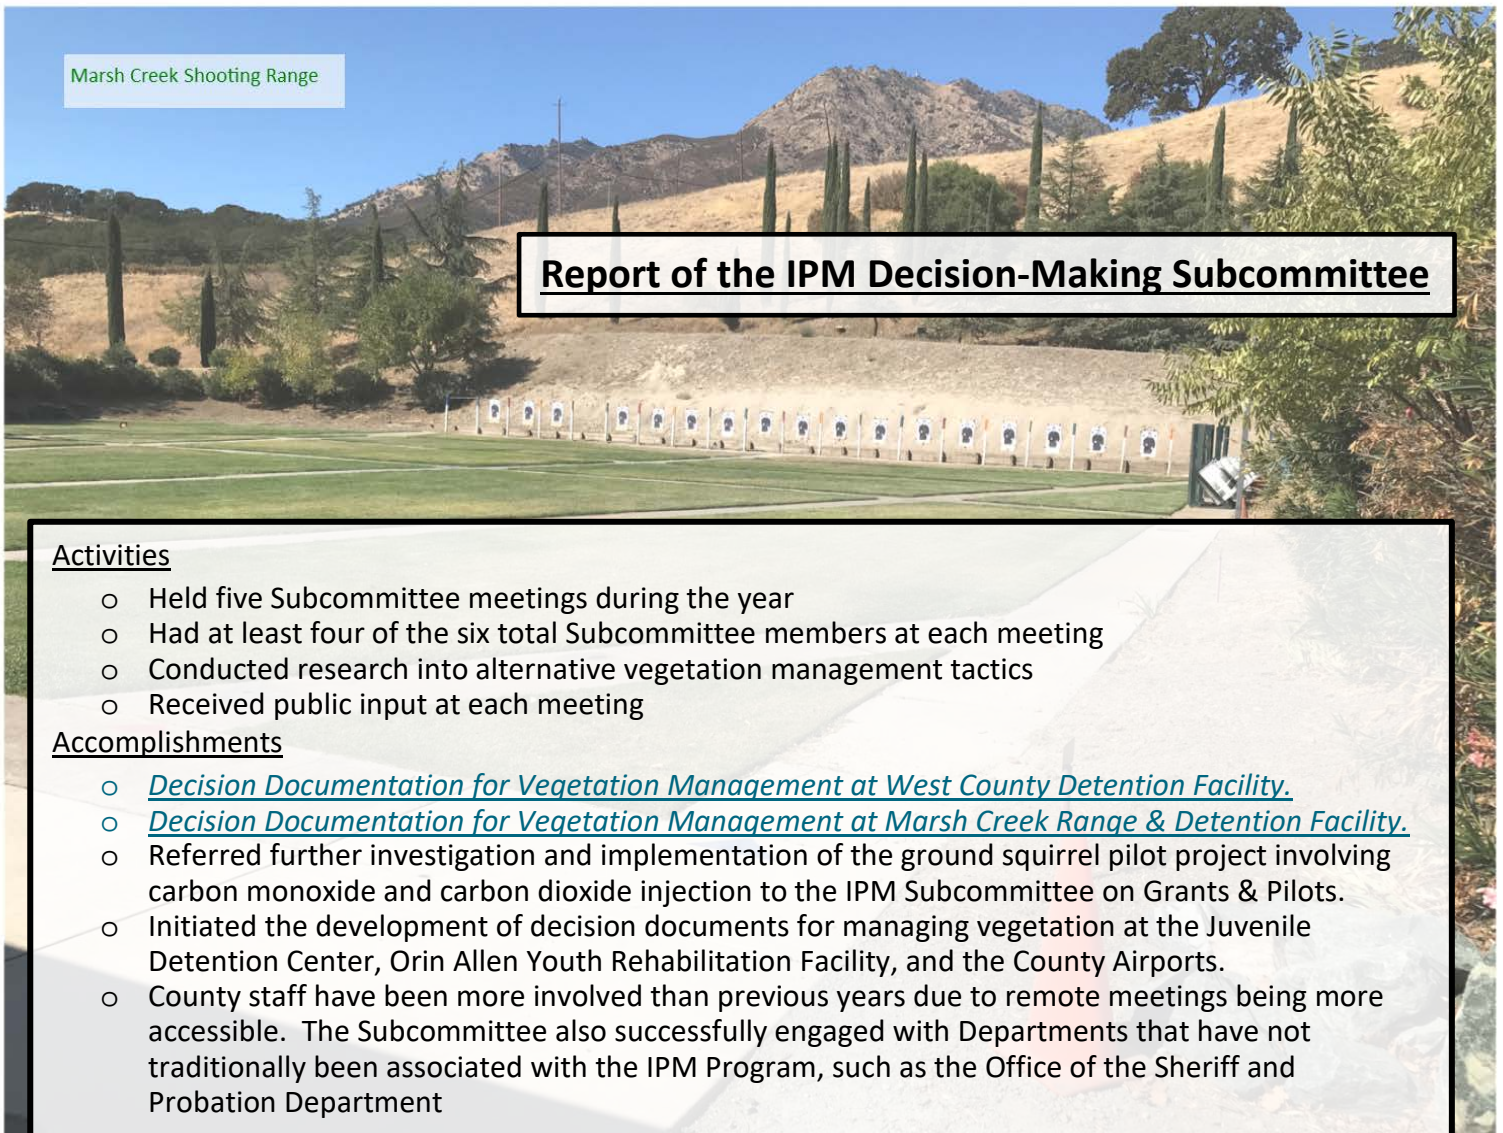 Marsh Creek Shooting Range
Report of the IPM Decision-Making Subcommittee
Activities
o Held five Subcommittee meetings during the year
o Had at least four of the six total Subcommittee members at each meeting
o Conducted research into alternative vegetation management tactics
o Received public input at each meeting
Accomplishments
o Decision Documentation for Vegetation Management at West County Detention Facility.
o Decision Documentation for Vegetation Management at Marsh Creek Range & Detention Facility.
o Referred further investigation and implementation of the ground squirrel pilot project involving
carbon monoxide and carbon dioxide injection to the IPM Subcommittee on Grants & Pilots.
o Initiated the development of decision documents for managing vegetation at the Juvenile
Detention Center, Orin Allen Youth Rehabilitation Facility, and the County Airports.
o County staff have been more involved than previous years due to remote meetings being more
accessible.  The Subcommittee also successfully engaged with Departments that have not
traditionally been associated with the IPM Program, such as the Office of the Sheriff and
Probation Department